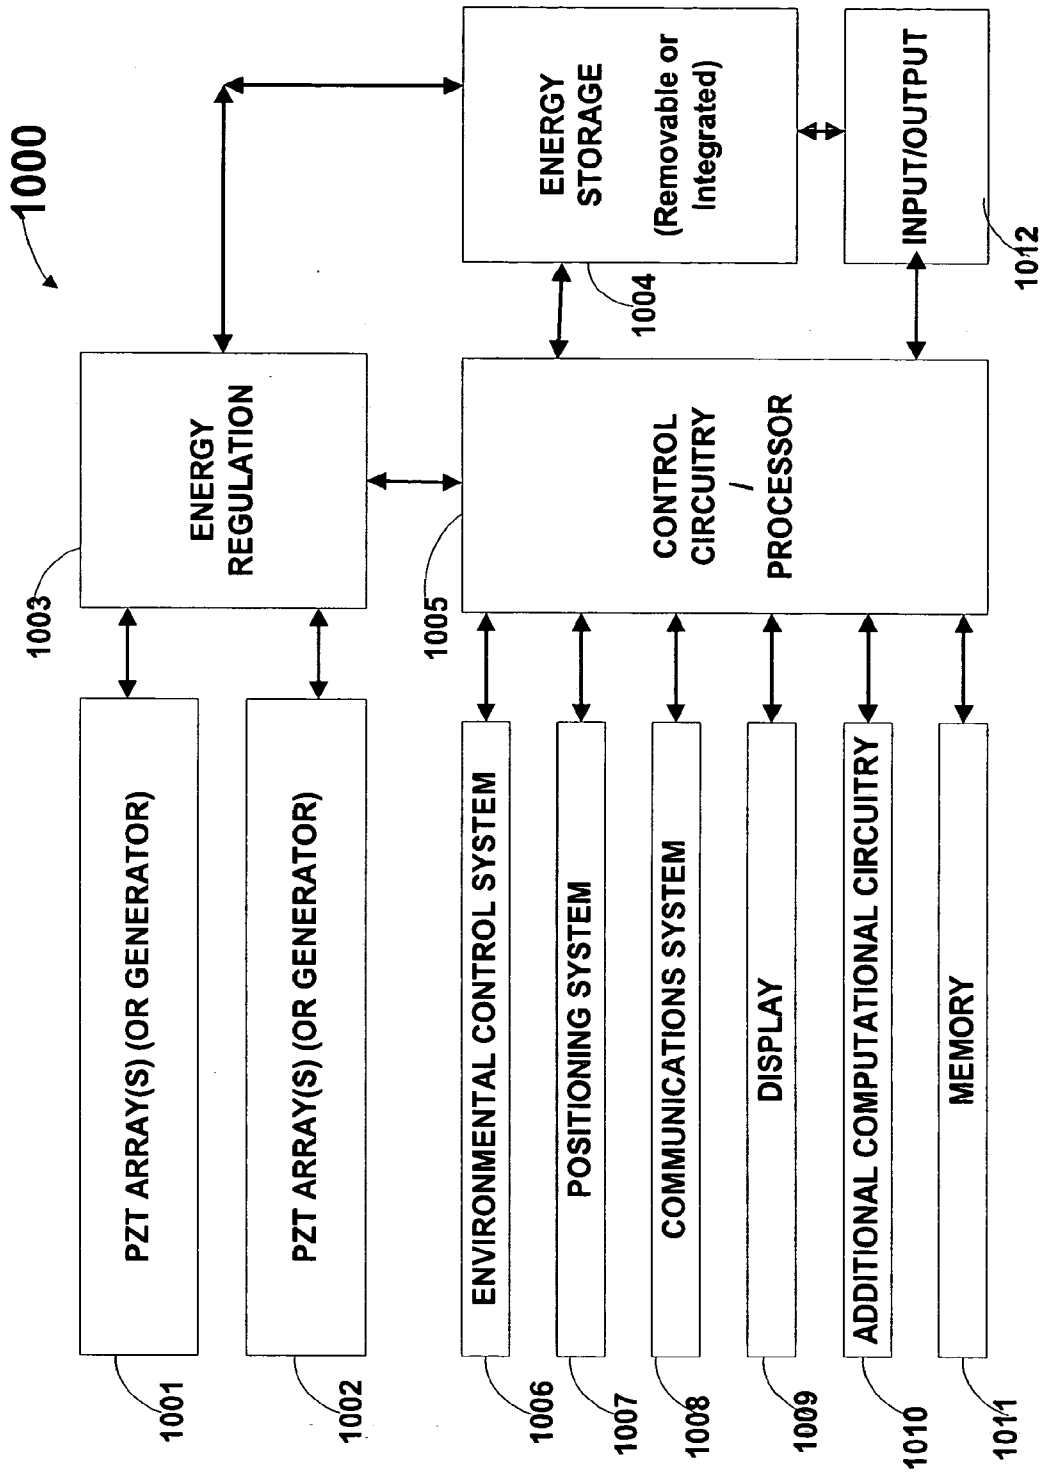 1000
PZT ARRAY(S) (OR GENERATOR)
1001
PZT ARRAY(S) (OR GENERATOR)
1002
ENERGY
REGULATION
1003
ENERGY
STORAGE
(Removable or
Integrated)
1004
CONTROL
CIRCUITRY
/
PROCESSOR
1005
ENVIRONMENTAL CONTROL SYSTEM
1006
POSITIONING SYSTEM
1007
COMMUNICATIONS SYSTEM
1008
DISPLAY
1009
ADDITIONAL COMPUTATIONAL CIRCUITRY
1010
MEMORY
1011
INPUT/OUTPUT
1012